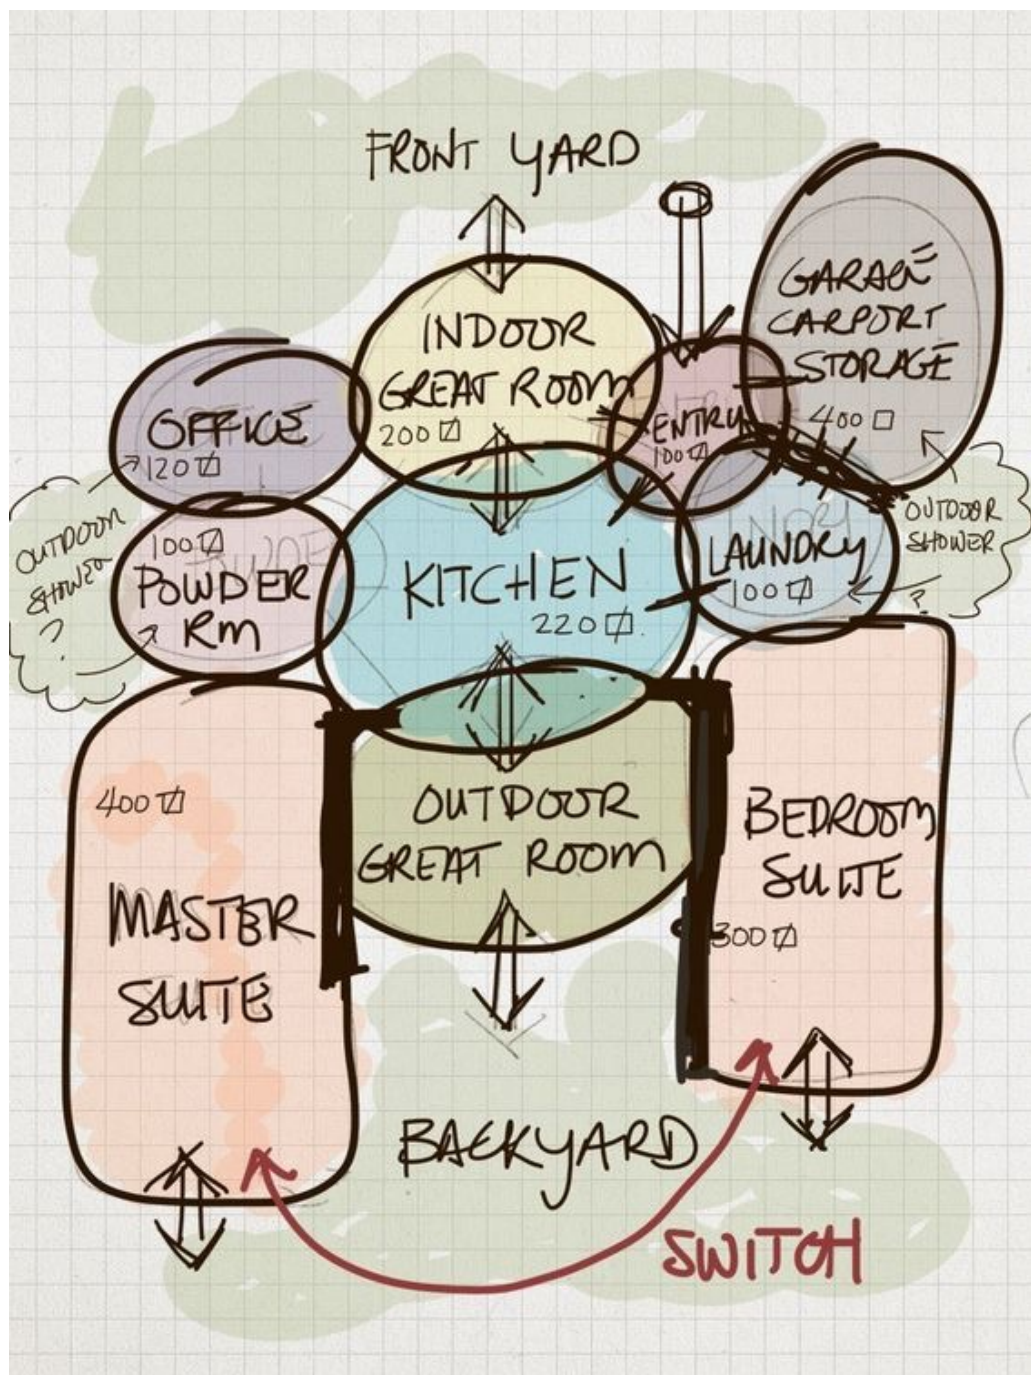 FRONT YARD
INDOOR
GREAT ROOM
200
GARAGE
CARPORT
STORAGE
400
ENTRY
100
OFFICE
120
OUTDOOR
SHOWER
?
100
POWDER
Rm
KITCHEN
220
LAUNDRY
100
OUTDOOR
SHOWER
?
400
MASTER
SUITE
OUTDOOR
GREAT ROOM
BEDROOM
SUITE
300
BACKYARD
SWITCH